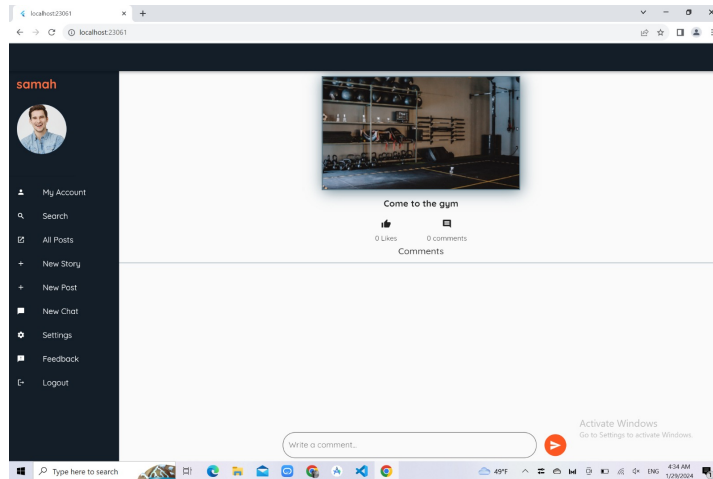 localhost:23061
localhost:23061
samah
My Account
Search
All Posts
New Story
New Post
New Chat
Settings
Feedback
Logout
Come to the gym
0 Likes 0 comments
Comments
Write a comment...
Activate Windows
Go to Settings to activate Windows.
Type here to search
49°F
ENG
4:34 AM
1/29/2024